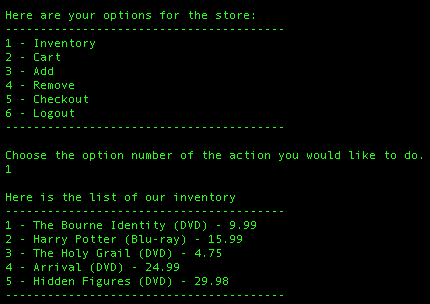 Here are your options for the store:
----------------------------------------
1 - Inventory
2 - Cart
3 - Add
4 - Remove
5 - Checkout
6 - Logout
----------------------------------------
Choose the option number of the action you would like to do.
1
Here is the list of our inventory
----------------------------------------
1 - The Bourne Identity (DVD) - 9.99
2 - Harry Potter (Blu-ray) - 15.99
3 - The Holy Grail (DVD) - 4.75
4 - Arrival (DVD) - 24.99
5 - Hidden Figures (DVD) - 29.98
----------------------------------------